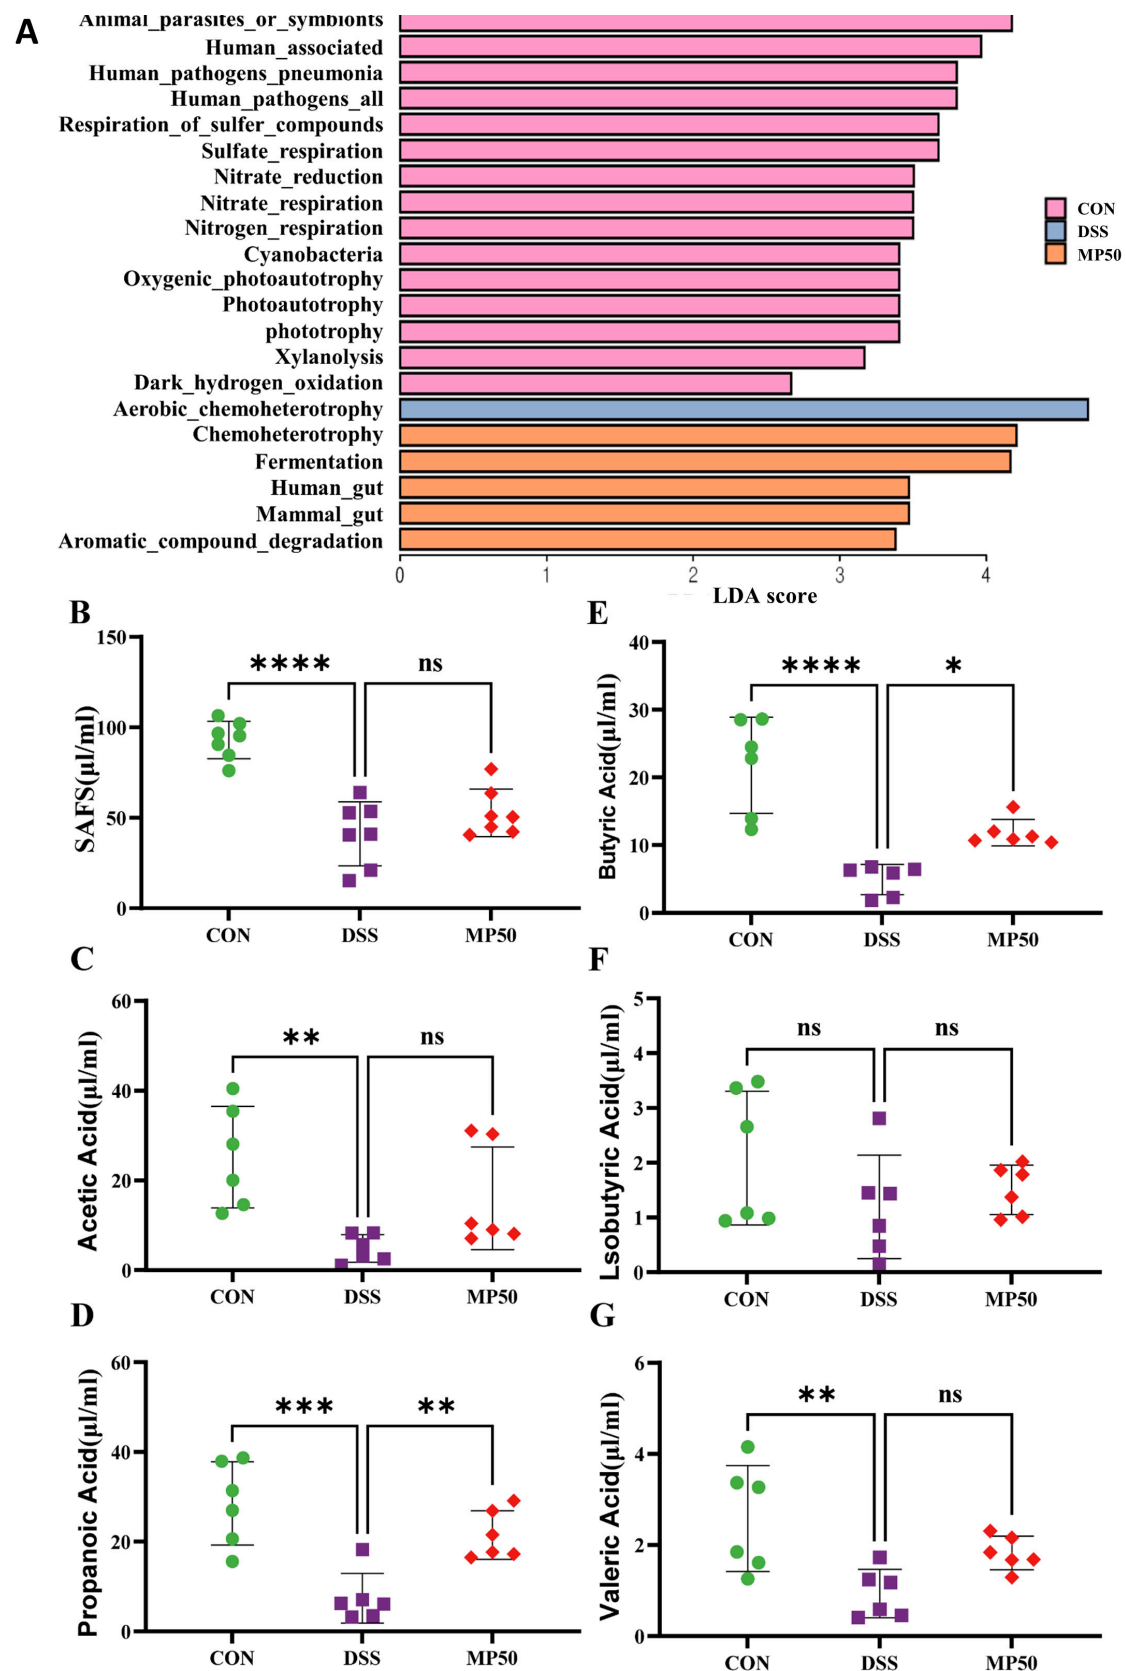 A
Animal_parasites_or_symbionts
Human_associated
Human_pathogens_pneumonia
Human_pathogens_all
Respiration_of_sulfer_compounds
Sulfate_respiration
Nitrate_reduction
Nitrate_respiration
Nitrogen_respiration
Cyanobacteria
Oxygenic_photoautotrophy
Photoautotrophy
phototrophy
Xylanolysis
Dark_hydrogen_oxidation
Aerobic_chemoheterotrophy
Chemoheterotrophy
Fermentation
Human_gut
Mammal_gut
Aromatic_compound_degradation
CON
DSS
MP50
0 1 2 3 4
LDA score
B
SAFS(μl/ml)
150
100
50
0
**** ns
CON DSS MP50
E
Butyric Acid(μl/ml)
40
30
20
10
0
**** *
CON DSS MP50
C
Acetic Acid(μl/ml)
60
40
20
0
** ns
CON DSS MP50
F
Lsobutyric Acid(μl/ml)
5
4
3
2
1
0
ns ns
CON DSS MP50
D
Propanoic Acid(μl/ml)
60
40
20
0
*** **
CON DSS MP50
G
Valeric Acid(μl/ml)
6
4
2
0
** ns
CON DSS MP50